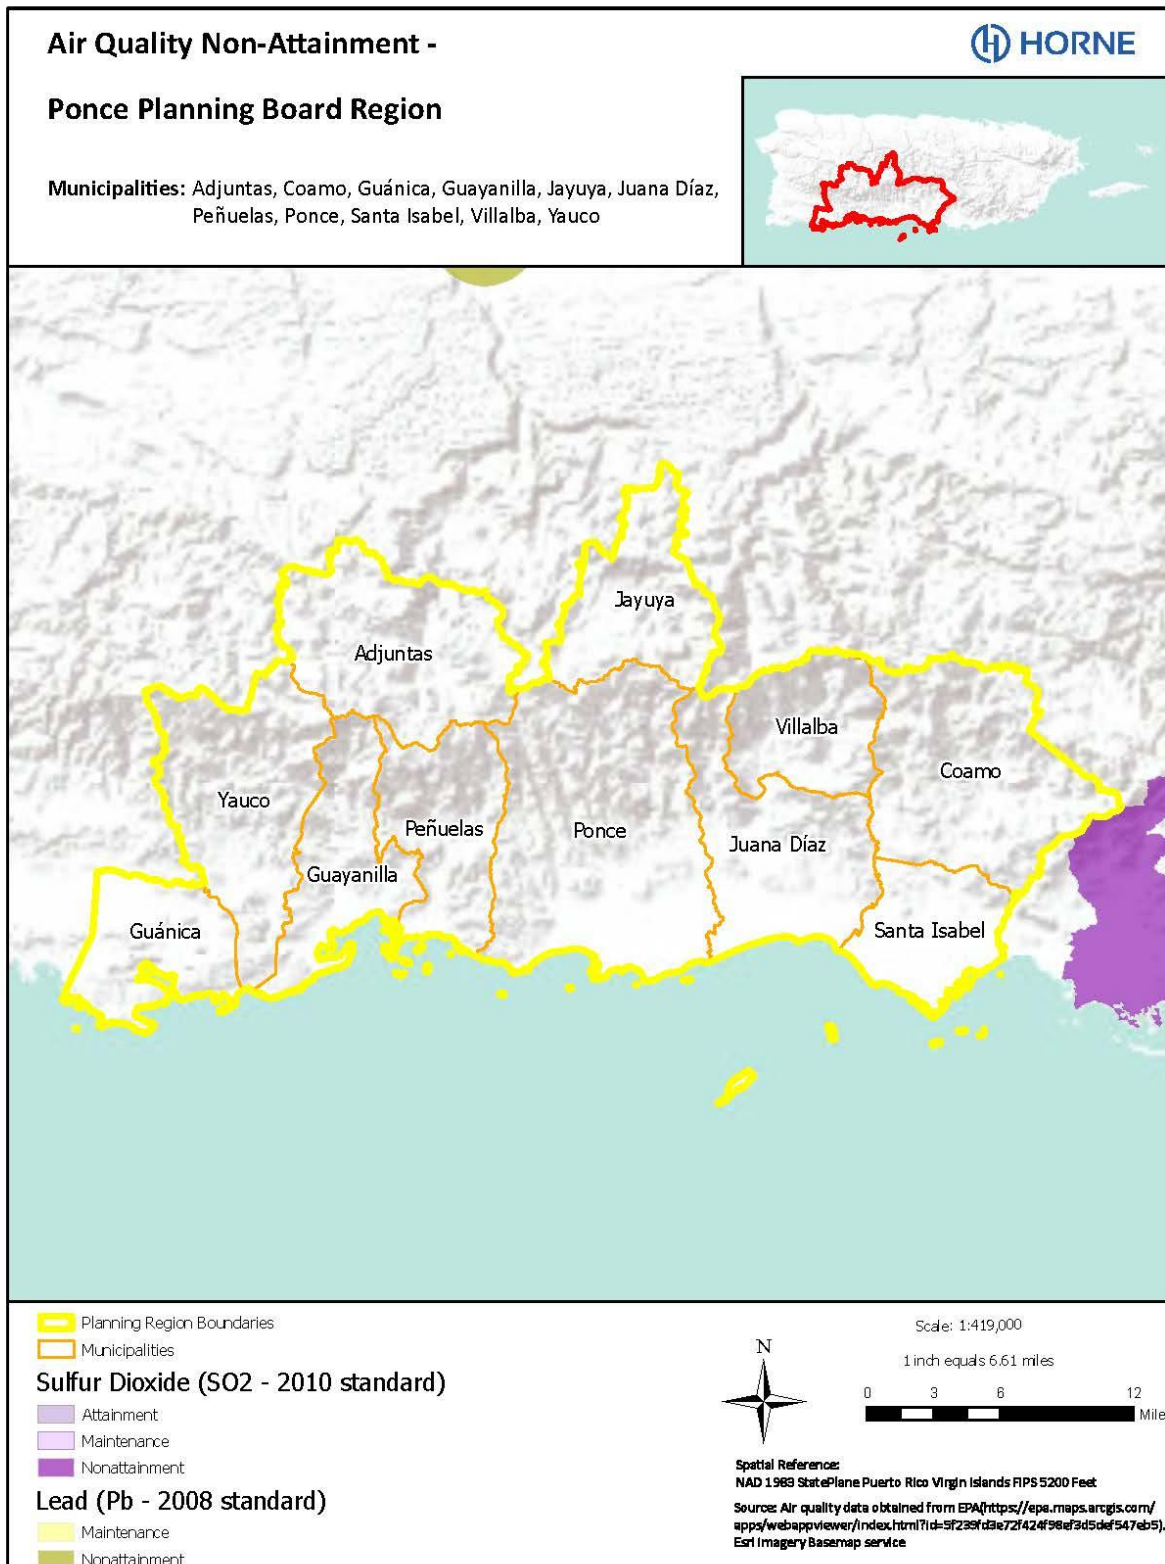 Air Quality Non-Attainment -
HORNE
Ponce Planning Board Region
Municipalities: Adjuntas, Coamo, Guánica, Guayanilla, Jayuya, Juana Díaz,
Peñuelas, Ponce, Santa Isabel, Villalba, Yauco
Jayuya
Adjuntas
Villalba
Coamo
Yauco
Peñuelas
Ponce
Juana Díaz
Guayanilla
Guánica
Santa Isabel
Planning Region Boundaries
Municipalities
Sulfur Dioxide (SO2 - 2010 standard)
Attainment
Maintenance
Nonattainment
Lead (Pb - 2008 standard)
Maintenance
Nonattainment
N
Scale: 1:419,000
1 inch equals 6.61 miles
0 3 6 12
Mile
Spatial Reference:
NAD 1983 StatePlane Puerto Rico Virgin Islands FIPS 5200 Feet
Source: Air quality data obtained from EPA(https://epa.maps.arcgis.com/
apps/webappviewer/index.html?id=5f239fd3e72f424f98ef3d5def547eb5).
Esri Imagery Basemap service